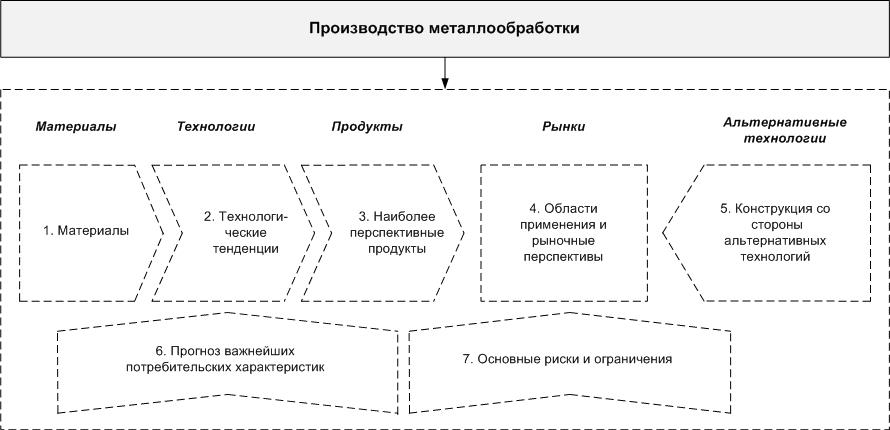 Производство металлообработки
Материалы
Технологии
Продукты
Рынки
Альтернативные
технологии
1. Материалы
2. Технологи-
ческие
тенденции
3. Наиболее
перспективные
продукты
4. Области
применения и
рыночные
перспективы
5. Конструкция со
стороны
альтернативных
технологий
6. Прогноз важнейших
потребительских характеристик
7. Основные риски и ограничения